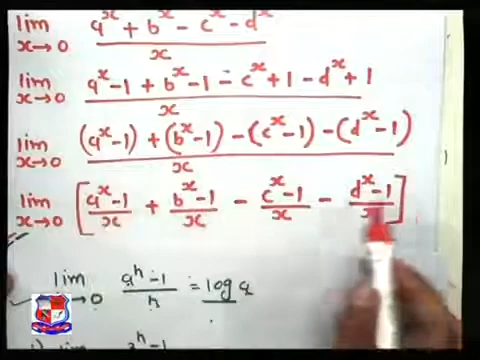 lim x→0 (a^x + b^x - c^x - d^x) / x
lim x→0 (a^x - 1 + b^x - 1 - c^x + 1 - d^x + 1) / x
lim x→0 ((a^x - 1) + (b^x - 1) - (c^x - 1) - (d^x - 1)) / x
lim x→0 [ (a^x - 1)/x + (b^x - 1)/x - (c^x - 1)/x - (d^x - 1)/x ]
lim →0 (a^h - 1)/h = log a